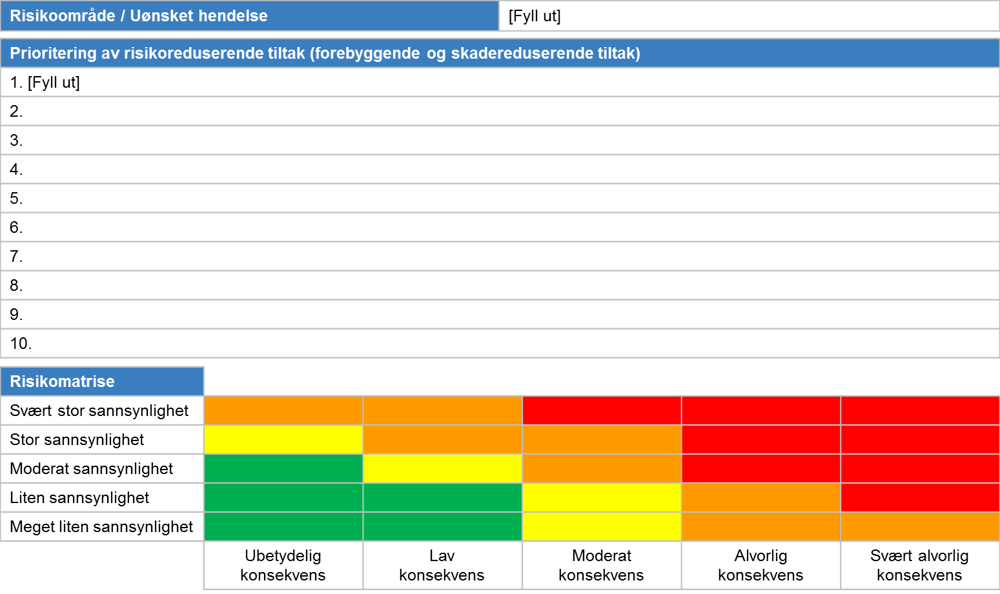 Risikoområde / Uønsket hendelse
[Fyll ut]
Prioritering av risikoreduserende tiltak (forebyggende og skadereduserende tiltak)
1. [Fyll ut]
2.
3.
4.
5.
6.
7.
8.
9.
10.
Risikomatrise
Svært stor sannsynlighet
Stor sannsynlighet
Moderat sannsynlighet
Liten sannsynlighet
Meget liten sannsynlighet
Ubetydelig
konsekvens
Lav
konsekvens
Moderat
konsekvens
Alvorlig
konsekvens
Svært alvorlig
konsekvens